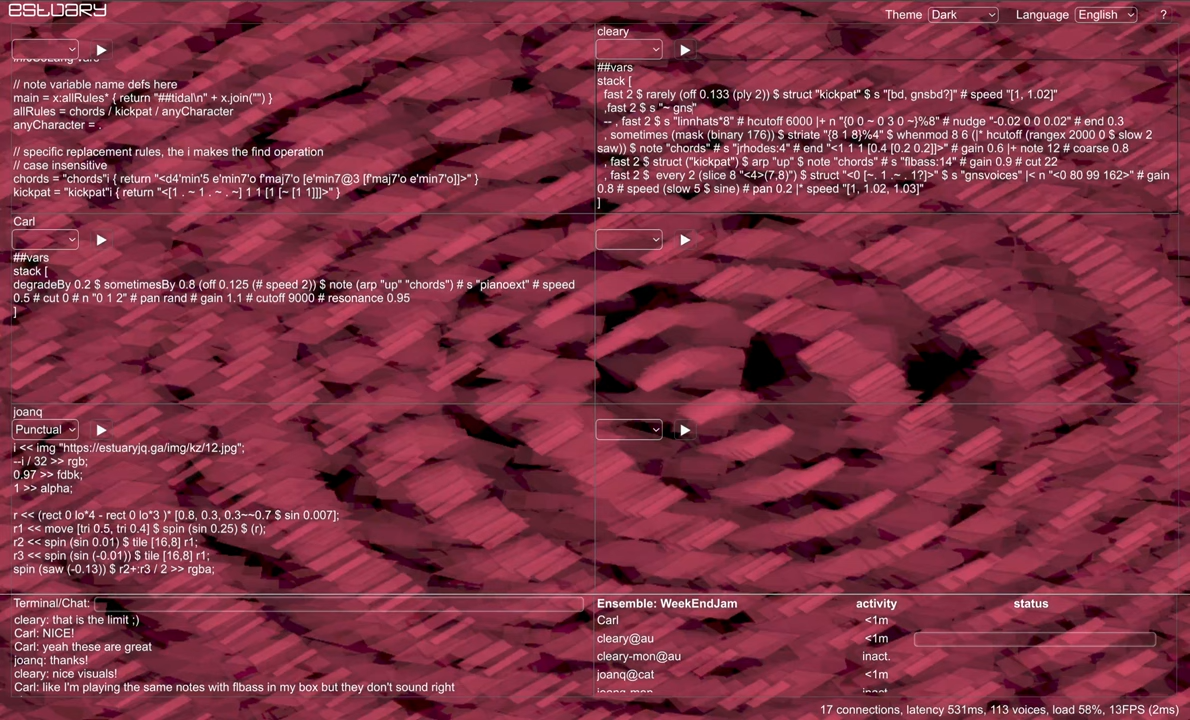 estuary
Theme Dark Language English ?
// note variable name defs here
main = x:allRules* { return "##tidal\n" + x.join("") }
allRules = chords / kickpat / anyCharacter
anyCharacter = .
// specific replacement rules, the i makes the find operation
// case insensitive
chords = "chords"i { return "<d4'min'5 e'min7'o f'maj7'o [e'min7@3 [f'maj7'o e'min7'o]]>" }
kickpat = "kickpat"i { return "<[1 . ~ 1 . ~ . ~] 1 1 [1 [~ [1 1]]]>" }
cleary
##vars
stack [
fast 2 $ rarely (off 0.133 (ply 2)) $ struct "kickpat" $ s "[bd, gnsbd?]" # speed "[1, 1.02]"
,fast 2 $ s "~ gns"
-- , fast 2 $ s "linnhats*8" # hcutoff 6000 |+ n "{0 0 ~ 0 3 0 ~}%8" # nudge "-0.02 0 0 0.02" # end 0.3
, sometimes (mask (binary 176)) $ striate "{8 1 8}%4" $ whenmod 8 6 (|* hcutoff (rangex 2000 0 $ slow 2
saw)) $ note "chords" # s "jrhodes:4" # end "<1 1 1 [0.4 [0.2 0.2]]>" # gain 0.6 |+ note 12 # coarse 0.8
, fast 2 $ struct ("kickpat") $ arp "up" $ note "chords" # s "flbass:14" # gain 0.9 # cut 22
, fast 2 $ every 2 (slice 8 "<4>(7,8)") $ struct "<0 [~. 1 .~ . 1?]>" $ s "gnsvoices" |< n "<0 80 99 162>" # gain
0.8 # speed (slow 5 $ sine) # pan 0.2 |* speed "[1, 1.02, 1.03]"
]
Carl
##vars
stack [
degradeBy 0.2 $ sometimesBy 0.8 (off 0.125 (# speed 2)) $ note (arp "up" "chords") # s "pianoext" # speed
0.5 # cut 0 # n "0 1 2" # pan rand # gain 1.1 # cutoff 9000 # resonance 0.95
]
joanq
Punctual
i << img "https://estuaryjq.ga/img/kz/12.jpg";
--i / 32 >> rgb;
0.97 >> fdbk;
1 >> alpha;
r << (rect 0 lo*4 - rect 0 lo*3 )* [0.8, 0.3, 0.3~~0.7 $ sin 0.007];
r1 << move [tri 0.5, tri 0.4] $ spin (sin 0.25) $ (r);
r2 << spin (sin 0.01) $ tile [16,8] r1;
r3 << spin (sin (-0.01)) $ tile [16,8] r1;
spin (saw (-0.13)) $ r2+:r3 / 2 >> rgba;
Terminal/Chat:
cleary: that is the limit ;)
Carl: NICE!
Carl: yeah these are great
joanq: thanks!
cleary: nice visuals!
Carl: like I'm playing the same notes with flbass in my box but they don't sound right
Ensemble: WeekEndJam activity status
Carl <1m
cleary@au <1m
cleary-mon@au inact.
joanq@cat <1m
17 connections, latency 531ms, 113 voices, load 58%, 13FPS (2ms)